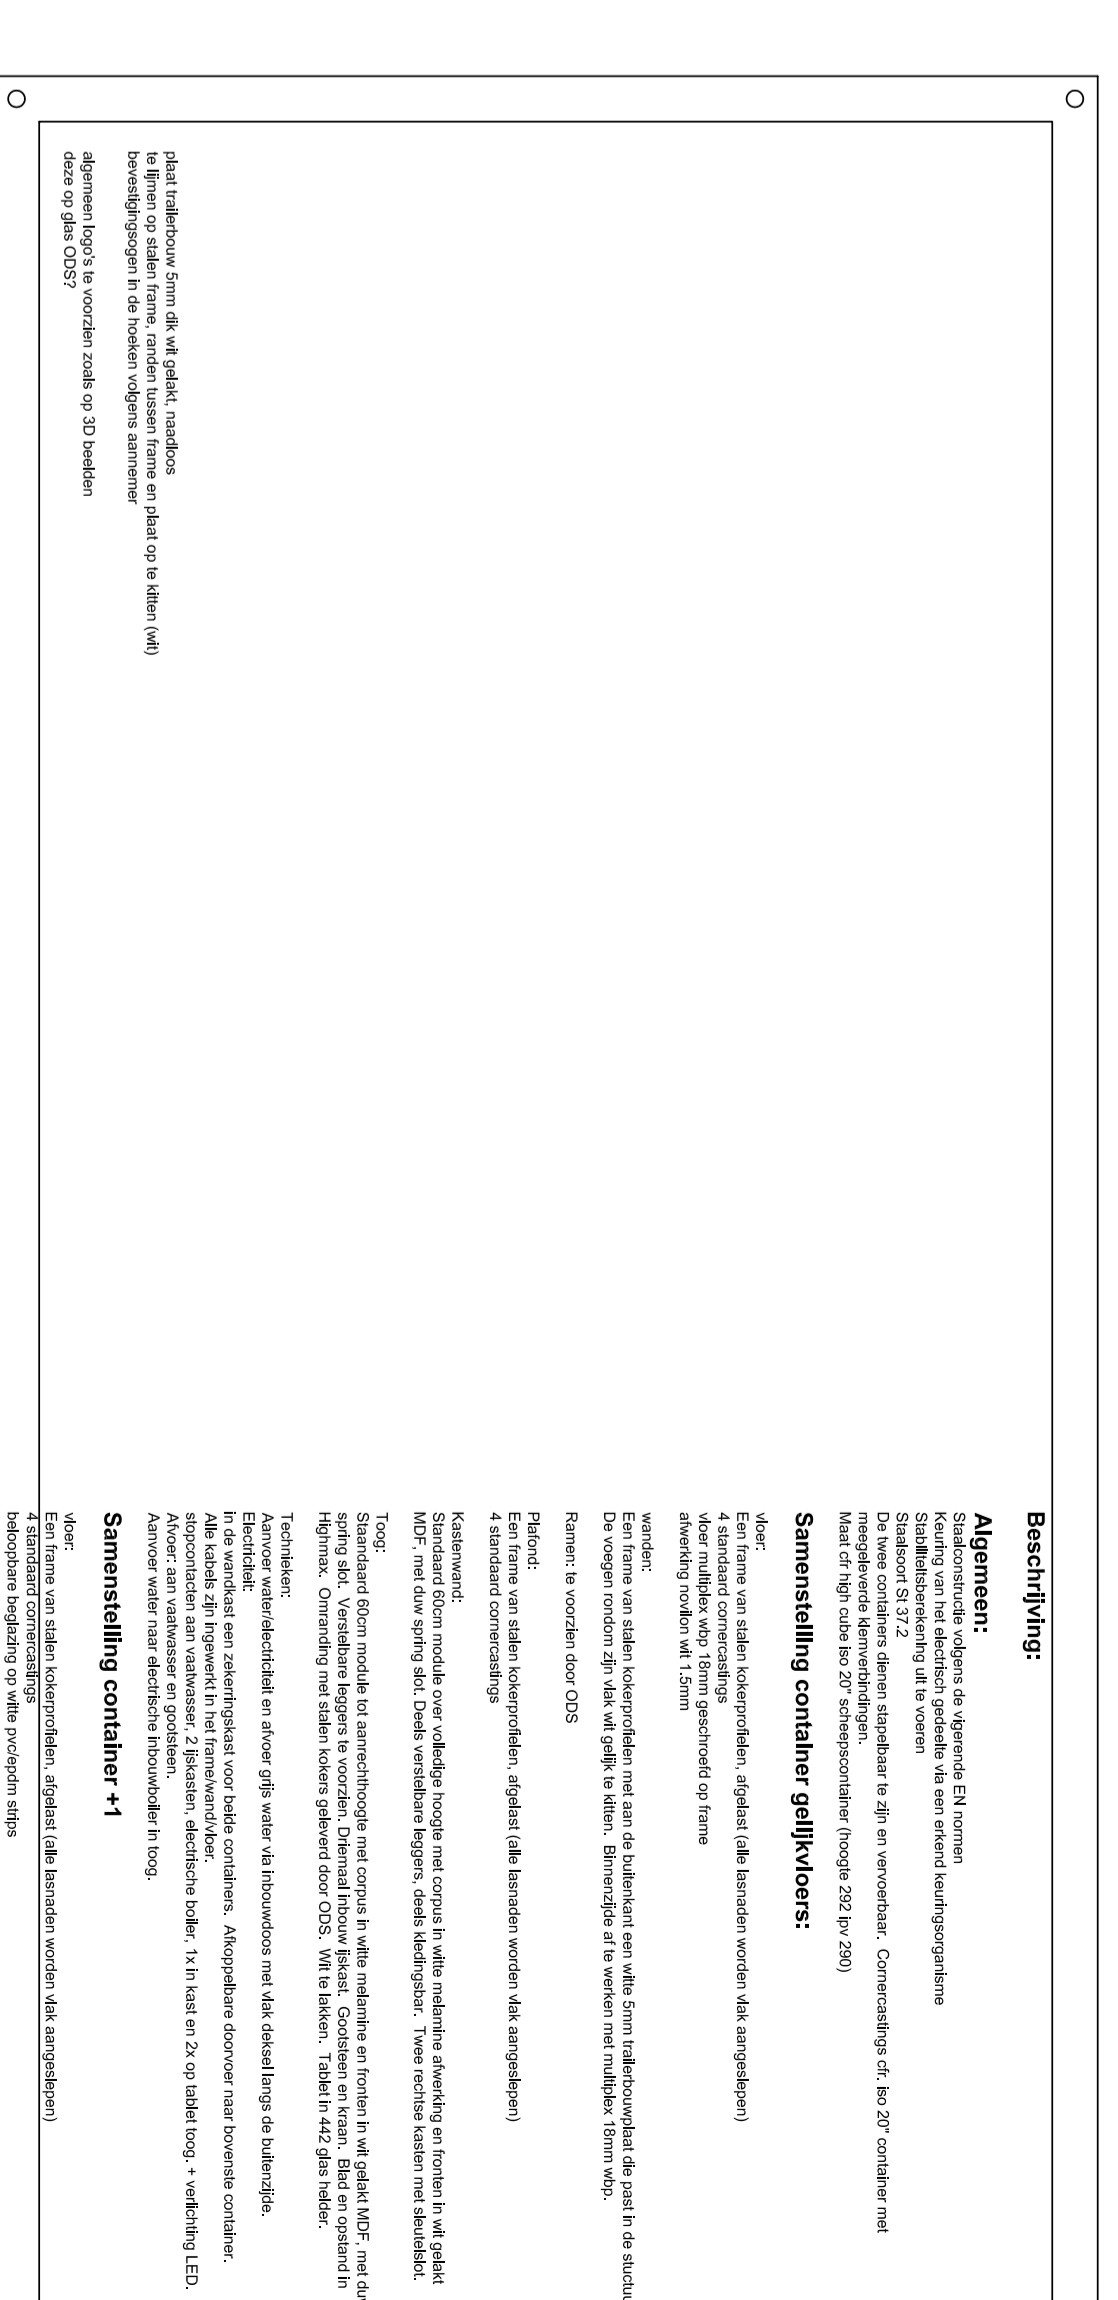 Beschrijving:
Algemeen:
Staalconstructie volgens de vigerende EN normen
Keuring van het electrisch gedeelte via een erkend keuringsorganisme
Stabiliteitsberekening uit te voeren
Staalsoort St 37.2
De twee containers dienen stapelbaar te zijn en vervoerbaar. Cornercastings cfr. iso 20" container met
meegeleverde klemverbindingen.
Maat cfr high cube iso 20" scheepscontainer (hoogte 292 ipv 290)
Samenstelling container gelijkvloers:
vloer:
Een frame van stalen kokerprofielen, afgelast (alle lasnaden worden vlak aangeslepen)
4 standaard cornercastings
vloer multiplex wbp 18mm geschroefd op frame
afwerking novilon wit 1.5mm
wanden:
Een frame van stalen kokerprofielen met aan de buitenkant een witte 5mm trailerbouwplaat die past in de
De voegen rondom zijn vlak wit gelijk te kitten. Binnenzijde af te werken met multiplex 18mm wbp.
Ramen: te voorzien door ODS
Plafond:
Een frame van stalen kokerprofielen, afgelast (alle lasnaden worden vlak aangeslepen)
4 standaard cornercastings
Kastenwand:
Standaard 60cm module over volledige hoogte met corpus in witte melamine afwerking en fronten in wit gelakt
MDF, met duw spring slot. Deels verstelbare leggers, deels kledingsbar. Twee rechtse kasten met sleutelslot.
Toog:
Staandaard 60cm module tot aanrechthoogte met corpus in witte melamine en fronten in wit gelakt MDF, met
spring slot. Verstelbare leggers te voorzien. Driemaal inbouw ijskast. Gootsteen en kraan. Blad en opstand in
Highmax. Omranding met stalen kokers geleverd door ODS. Wit te lakken. Tablet in 442 glas helder.
Technieken:
Aanvoer water/electriciteit en afvoer grijs water via inbouwdoos met vlak deksel langs de buitenzijde.
Electriciteit:
in de wandkast een zekerringskast voor beide containers. Afkoppelbare doorvoer naar bovenste container.
Alle kabels zijn ingewerkt in het frame/wand/vloer.
stopcontacten aan vaatwasser, 2 ijskasten, electrische boiler, 1x in kast en 2x op tablet toog. + verlichting LED.
Afvoer: aan vaatwasser en gootsteen.
Aanvoer water naar electrische inbouwboiler in toog.
Samenstelling container +1
vloer:
Een frame van stalen kokerprofielen, afgelast (alle lasnaden worden vlak aangeslepen)
4 standaard cornercastings
beloopbare beglazing op witte pvc/epdm strips
plaat trailerbouw 5mm dik wit gelakt, naadloos
te lijmen op stalen frame, randen tussen frame en plaat op te kitten (wit)
bevestigingsogen in de hoeken volgens aannemer
algemeen logo's te voorzien zoals op 3D beelden
deze op glas ODS?